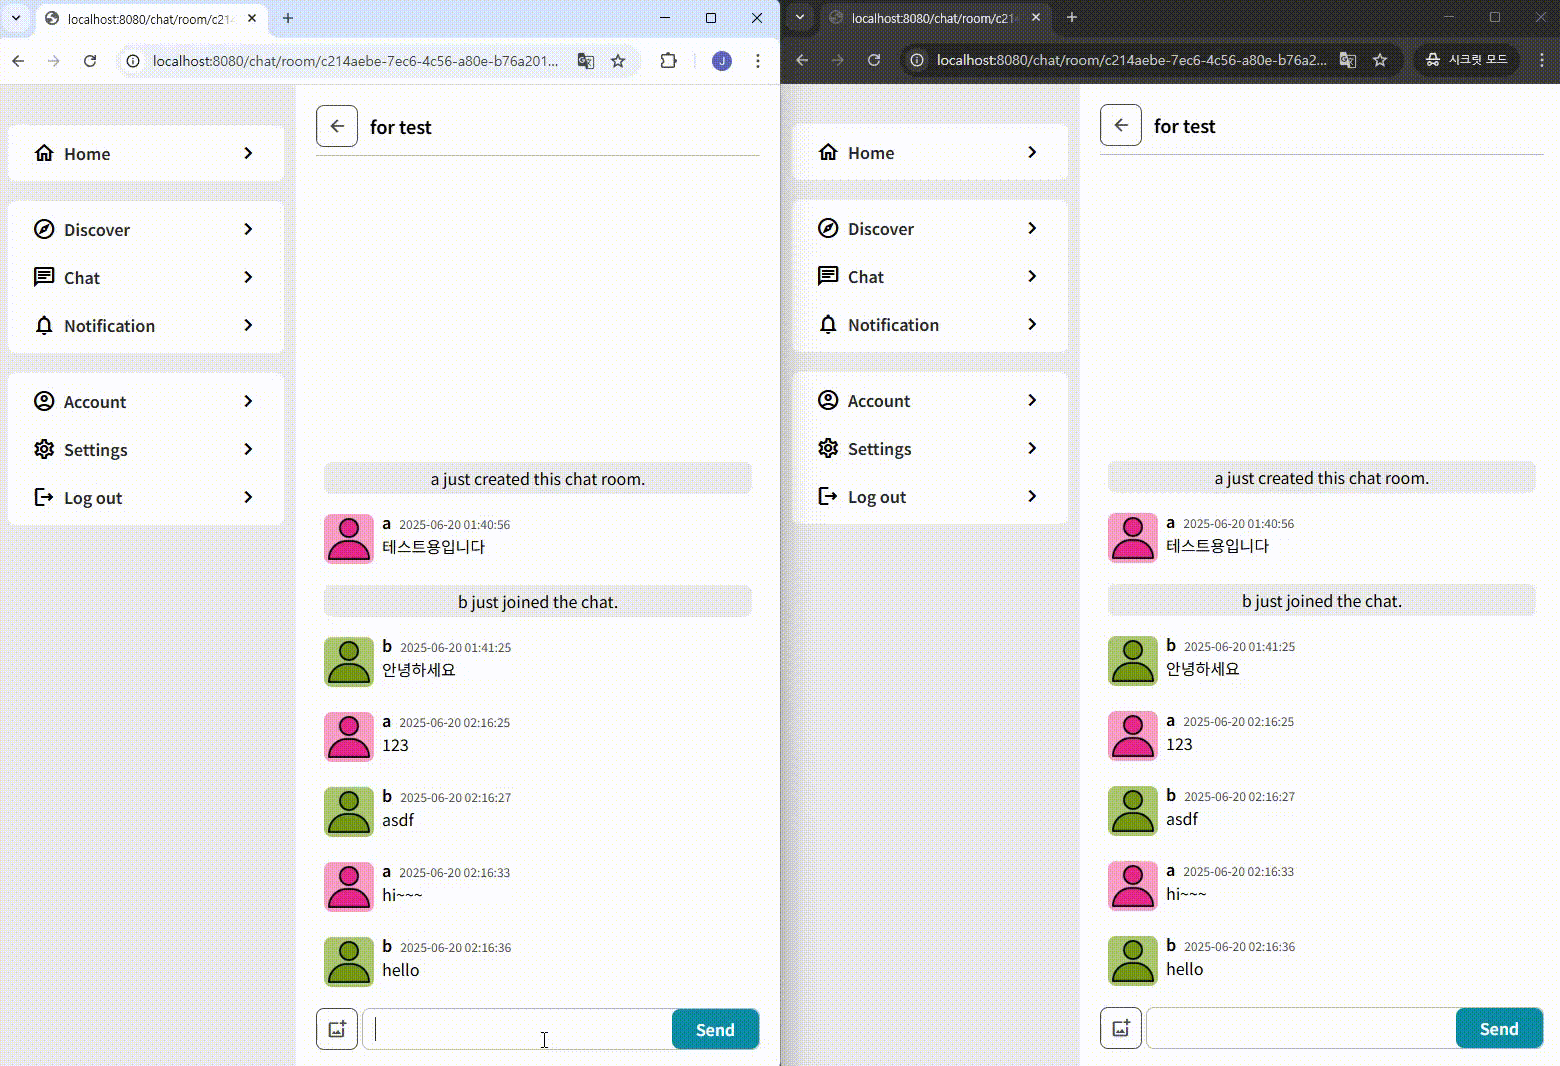 localhost:8080/chat/room/c214
localhost:8080/chat/room/c214aebe-7ec6-4c56-a80e-b76a201...
J
Home
Discover
Chat
Notification
Account
Settings
Log out
for test
a just created this chat room.
a 2025-06-20 01:40:56
테스트용입니다
b just joined the chat.
b 2025-06-20 01:41:25
안녕하세요
a 2025-06-20 02:16:25
123
b 2025-06-20 02:16:27
asdf
a 2025-06-20 02:16:33
hi~~~
b 2025-06-20 02:16:36
hello
Send
localhost:8080/chat/room/c21
localhost:8080/chat/room/c214aebe-7ec6-4c56-a80e-b76a2...
시크릿 모드
Home
Discover
Chat
Notification
Account
Settings
Log out
for test
a just created this chat room.
a 2025-06-20 01:40:56
테스트용입니다
b just joined the chat.
b 2025-06-20 01:41:25
안녕하세요
a 2025-06-20 02:16:25
123
b 2025-06-20 02:16:27
asdf
a 2025-06-20 02:16:33
hi~~~
b 2025-06-20 02:16:36
hello
Send